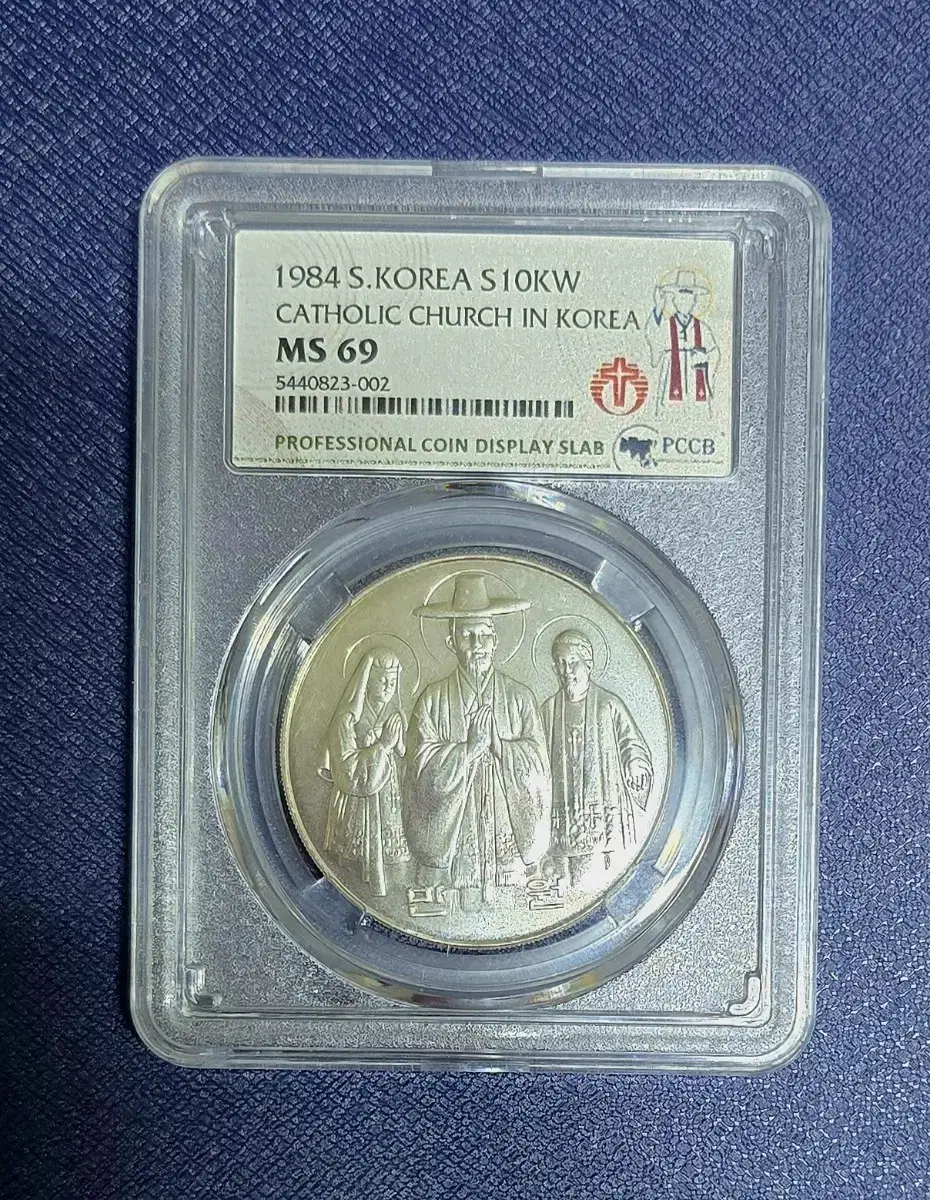 1984 S.KOREA S10KW
CATHOLIC CHURCH IN KOREA
MS 69
5440823-002
PROFESSIONAL COIN DISPLAY SLAB PCCB
만 원